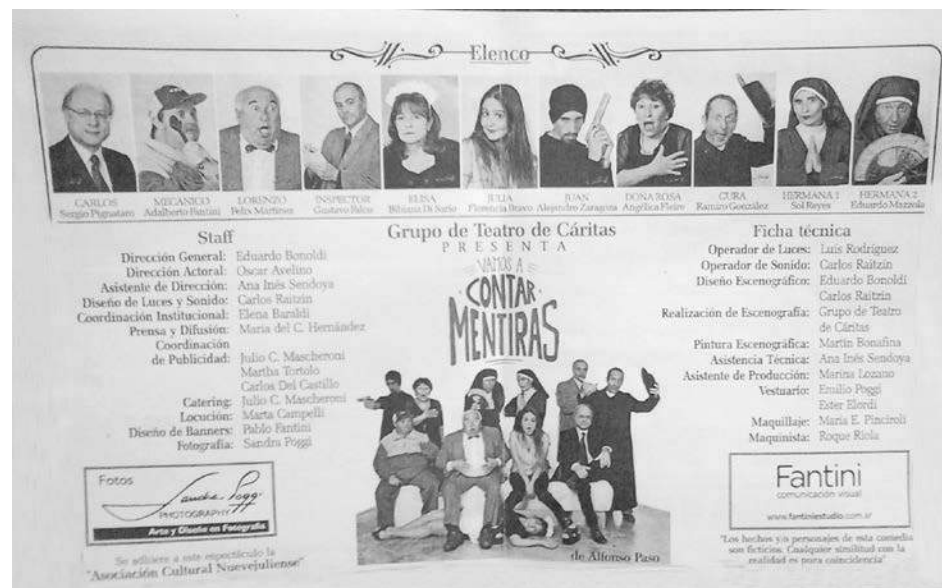 Elenco
CARLOS
Sergio Pignataro
MECANICO
Adalberto Fantini
LORENZO
Felix Martinez
INSPECTOR
Gustavo Falco
ELISA
Bibiana Di Sario
JULIA
Florencia Bravo
JUAN
Alejandro Zaragoza
DOÑA ROSA
Angélica
CURA
Ramiro González
HERMANA 1
Sol Reyes
HERMANA 2
Eduardo Mazzola
Staff
Dirección General: Eduardo Bonoldi
Dirección Actoral: Oscar Avelino
Asistente de Dirección: Ana Inés Sendoya
Diseño de Luces y Sonido: Carlos Raitzin
Coordinación Institucional: Elena Baraldi
Prensa y Difusión: Maria del C. Hernández
Coordinación
de Publicidad: Julio C. Mascheroni
Martha Tortolo
Carlos Del Castillo
Catering: Julio C. Mascheroni
Locución: Marta Campelli
Diseño de Banners: Pablo Fantini
Fotografía: Sandra Poggi
Fotos
Sandra Poggi
PHOTOGRAPHY
Arte y Diseño en Fotografía
Se adhiere a este espectáculo la
"Asociación Cultural Nuevejuliense"
Grupo de Teatro de Cáritas
PRESENTA
VAMOS A
CONTAR
MENTIRAS
de Alfonso Paso
Ficha técnica
Operador de Luces: Luis Rodríguez
Operador de Sonido: Carlos Raitzin
Diseño Escenográfico: Eduardo Bonoldi
Carlos Raitzin
Realización de Escenografía: Grupo de Teatro
de Cáritas
Pintura Escenográfica: Martín Bonafina
Asistencia Técnica: Ana Inés Sendoya
Asistente de Producción: Marina Lozano
Vestuario: Emilio Poggi
Ester Elordi
Maquillaje: María E. Pinciroli
Maquinista: Roque Riola
Fantini
comunicación visual
www.fantiniestudio.com.ar
"Los hechos y/o personajes de esta comedia
son ficticios. Cualquier similitud con la
realidad es pura coincidencia"